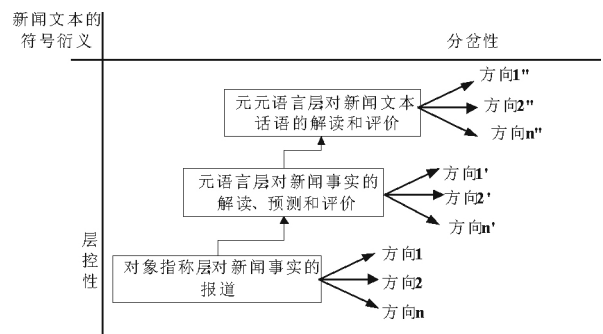 新闻文本的
符号衍义
分岔性
元元语言层对新闻文本
话语的解读和评价
方向1"
方向2"
方向n"
元语言层对新闻事实的
解读、预测和评价
方向1'
方向2'
方向n'
层控性
对象指称层对新闻事实的
报道
方向1
方向2
方向n